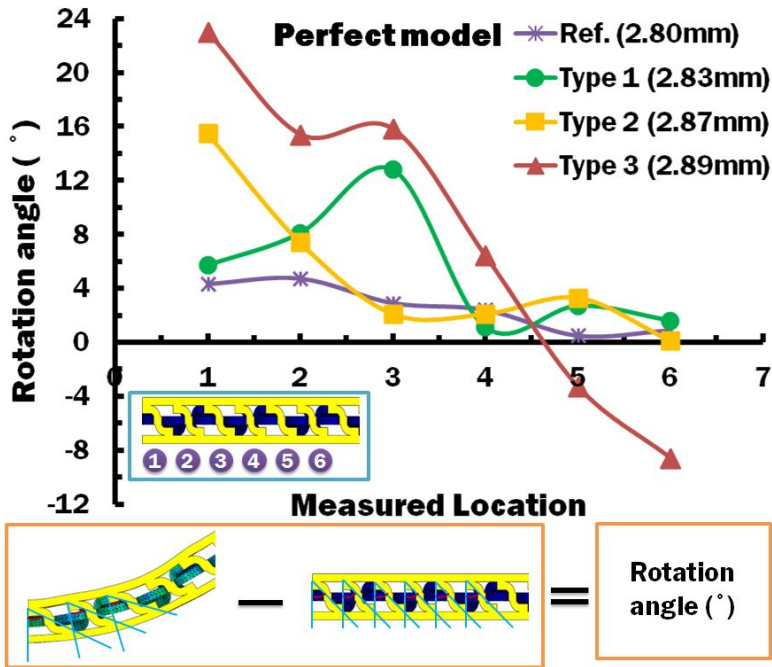 24
20
16
12
8
4
0
-4
-8
-12
Rotation angle ( ˚)
Perfect model
Ref. (2.80mm)
Type 1 (2.83mm)
Type 2 (2.87mm)
Type 3 (2.89mm)
0 1 2 3 4 5 6 7
1 2 3 4 5 6
Measured Location
Rotation
angle (˚)